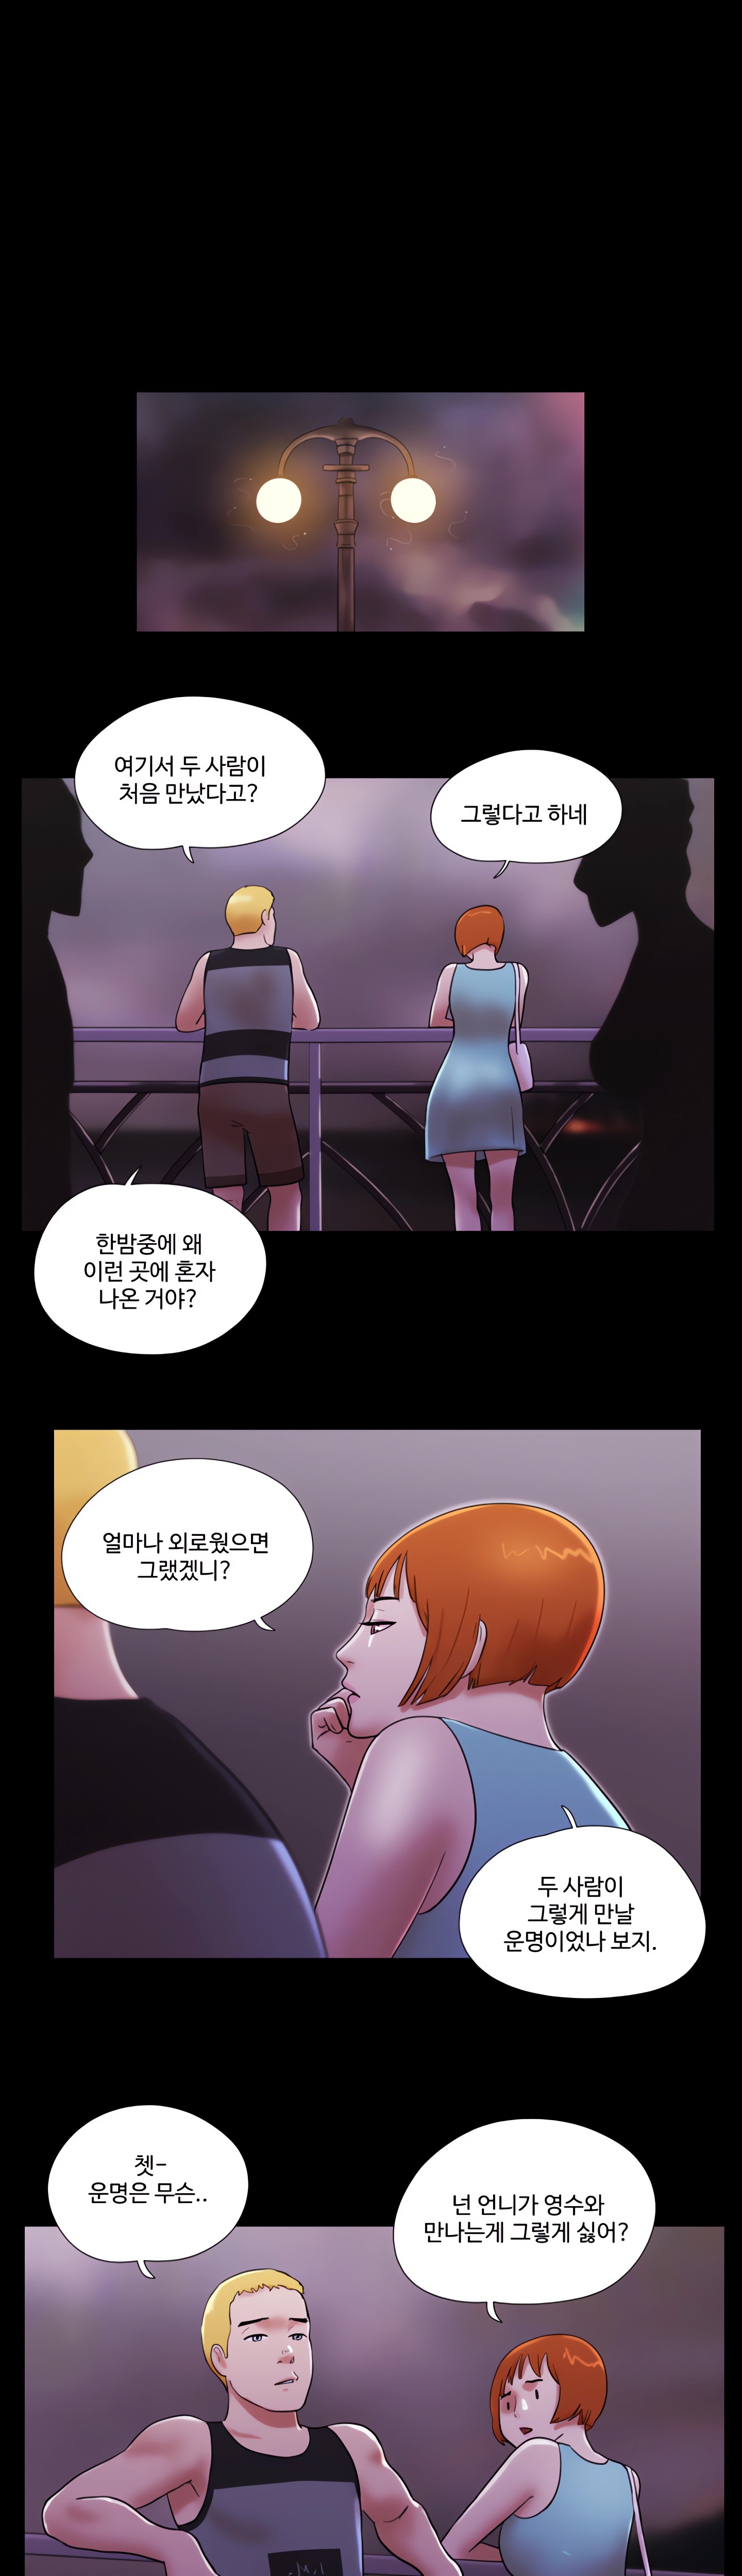 여기서 두 사람이
처음 만났다고?
그렇다고 하네
한밤중에 왜
이런 곳에 혼자
나온 거야?
얼마나 외로웠으면
그랬겠니?
두 사람이
그렇게 만날
운명이었나 보지.
쳇-
운명은 무슨..
넌 언니가 영수와
만나는게 그렇게 싫어?